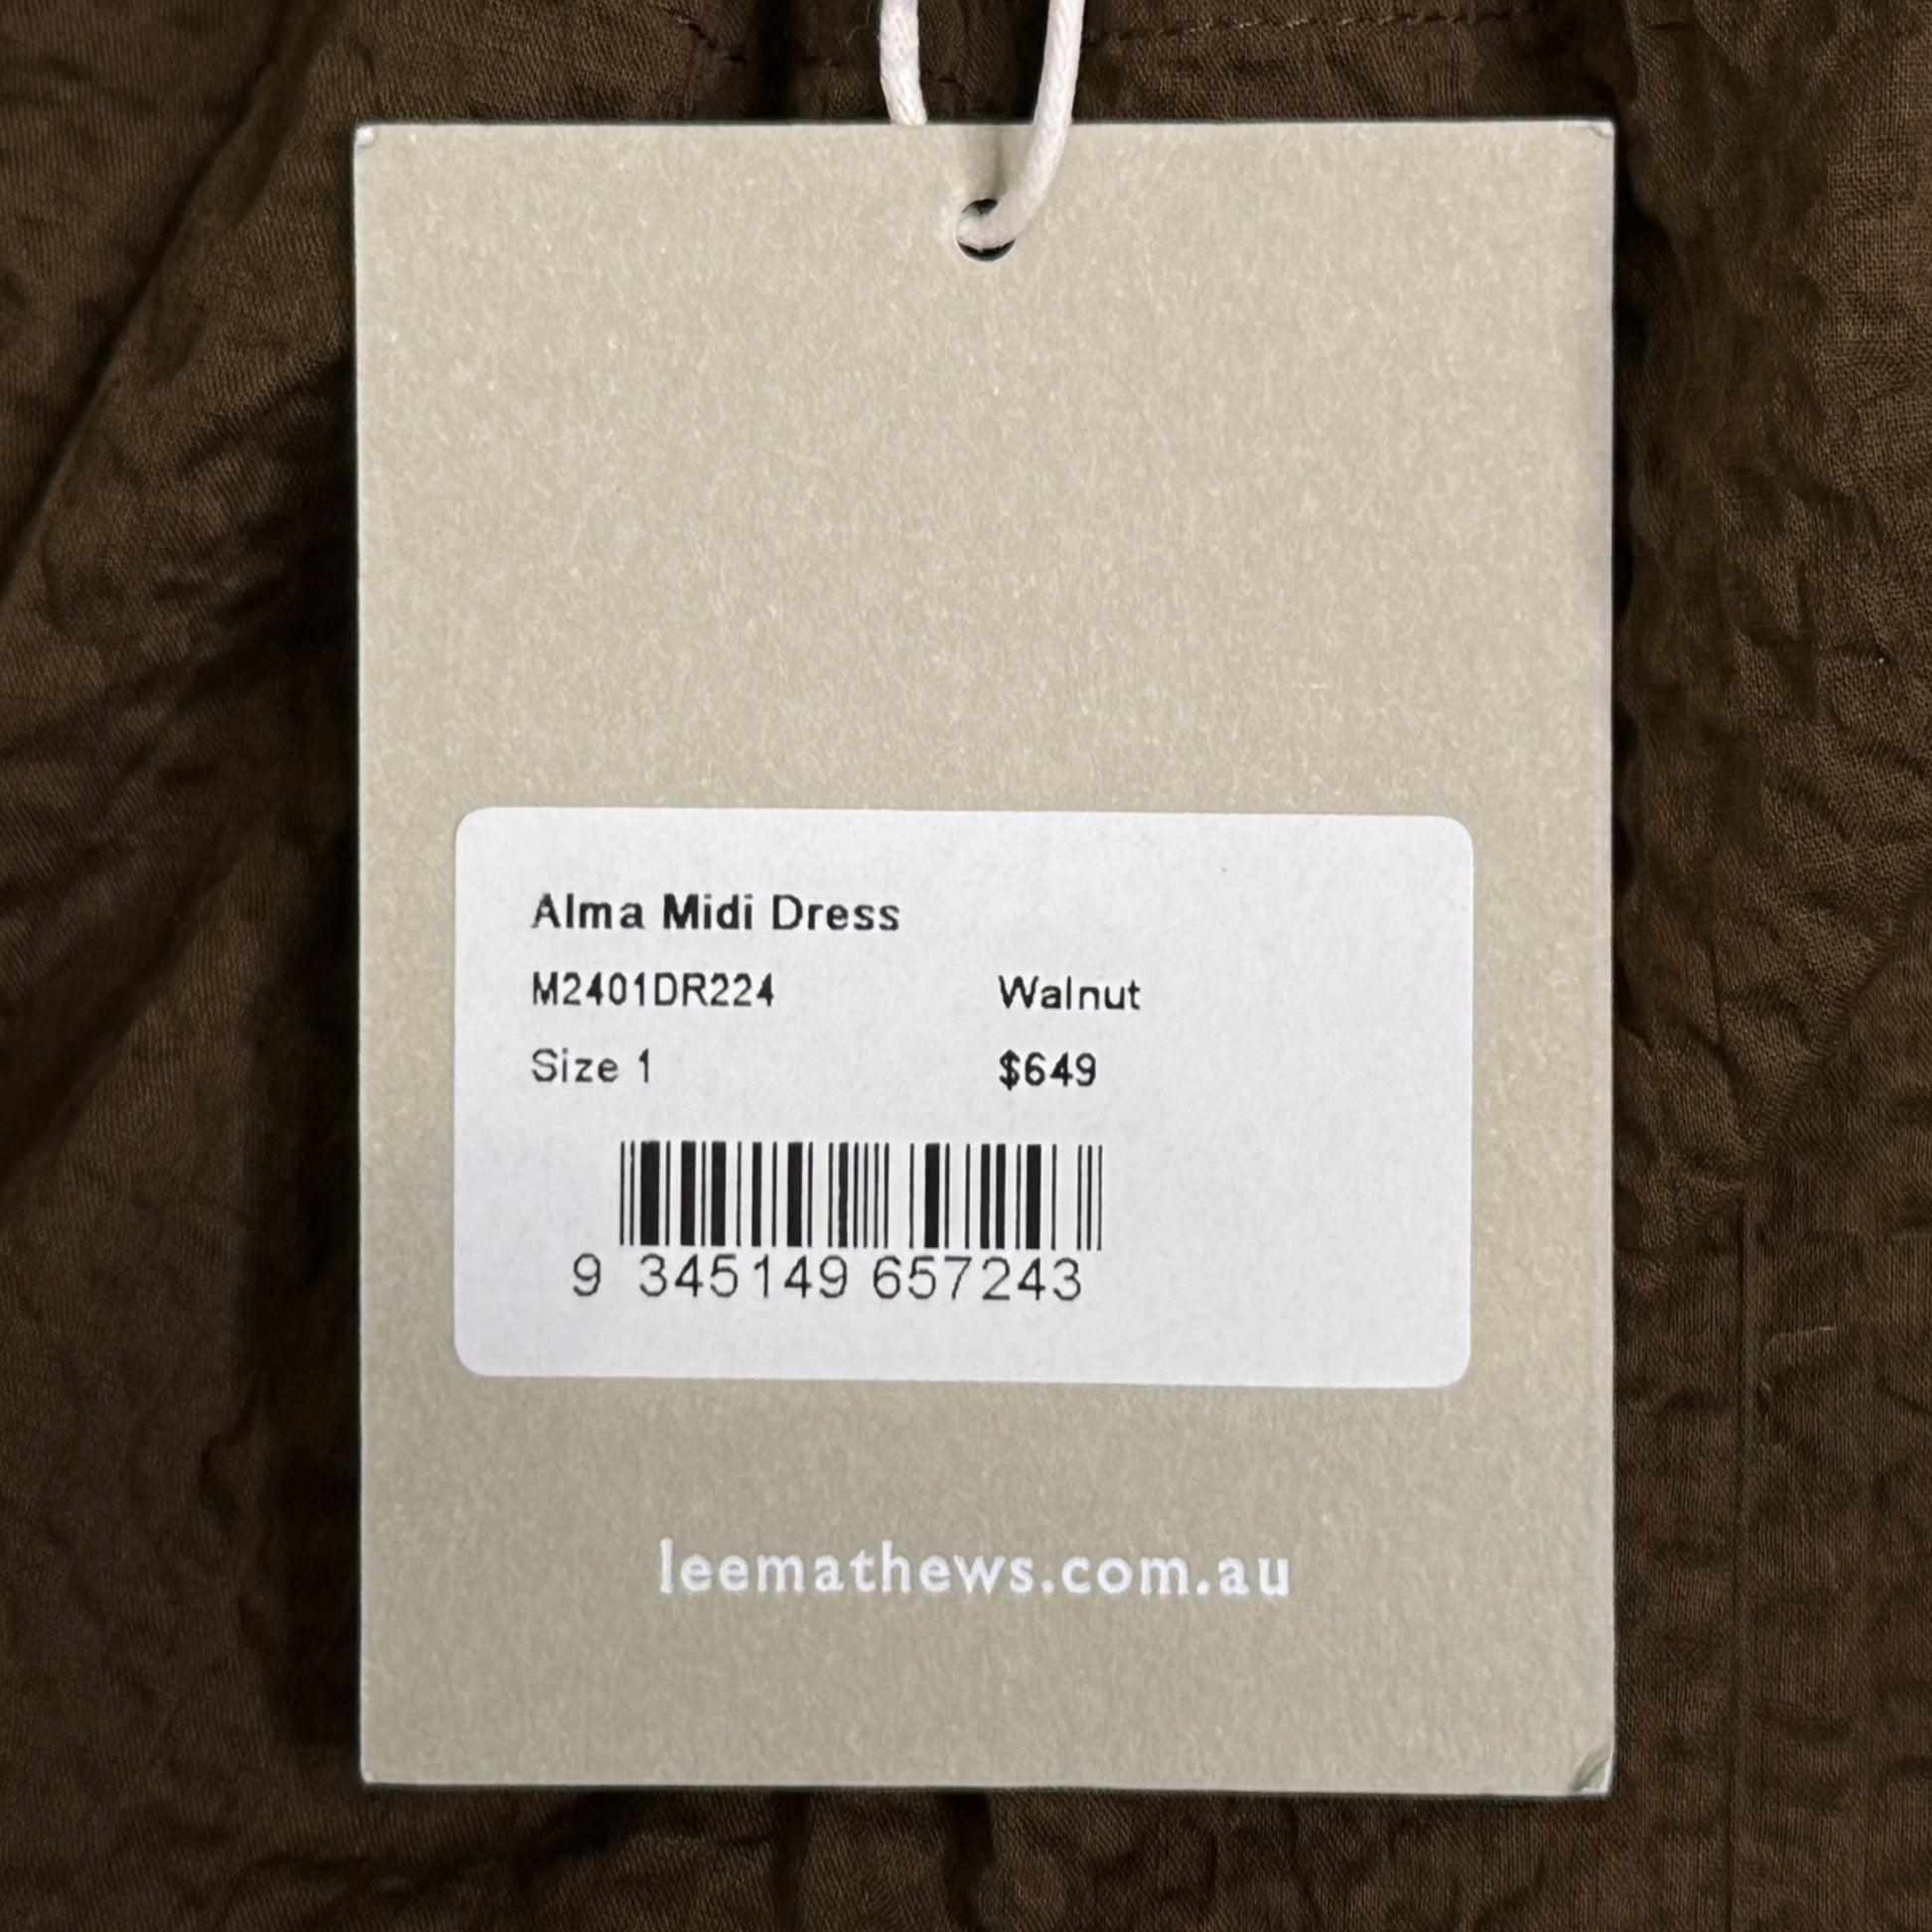 Alma Midi Dress
M2401DR224 Walnut
Size 1 $649
9 345149 657243
leemathews.com.au